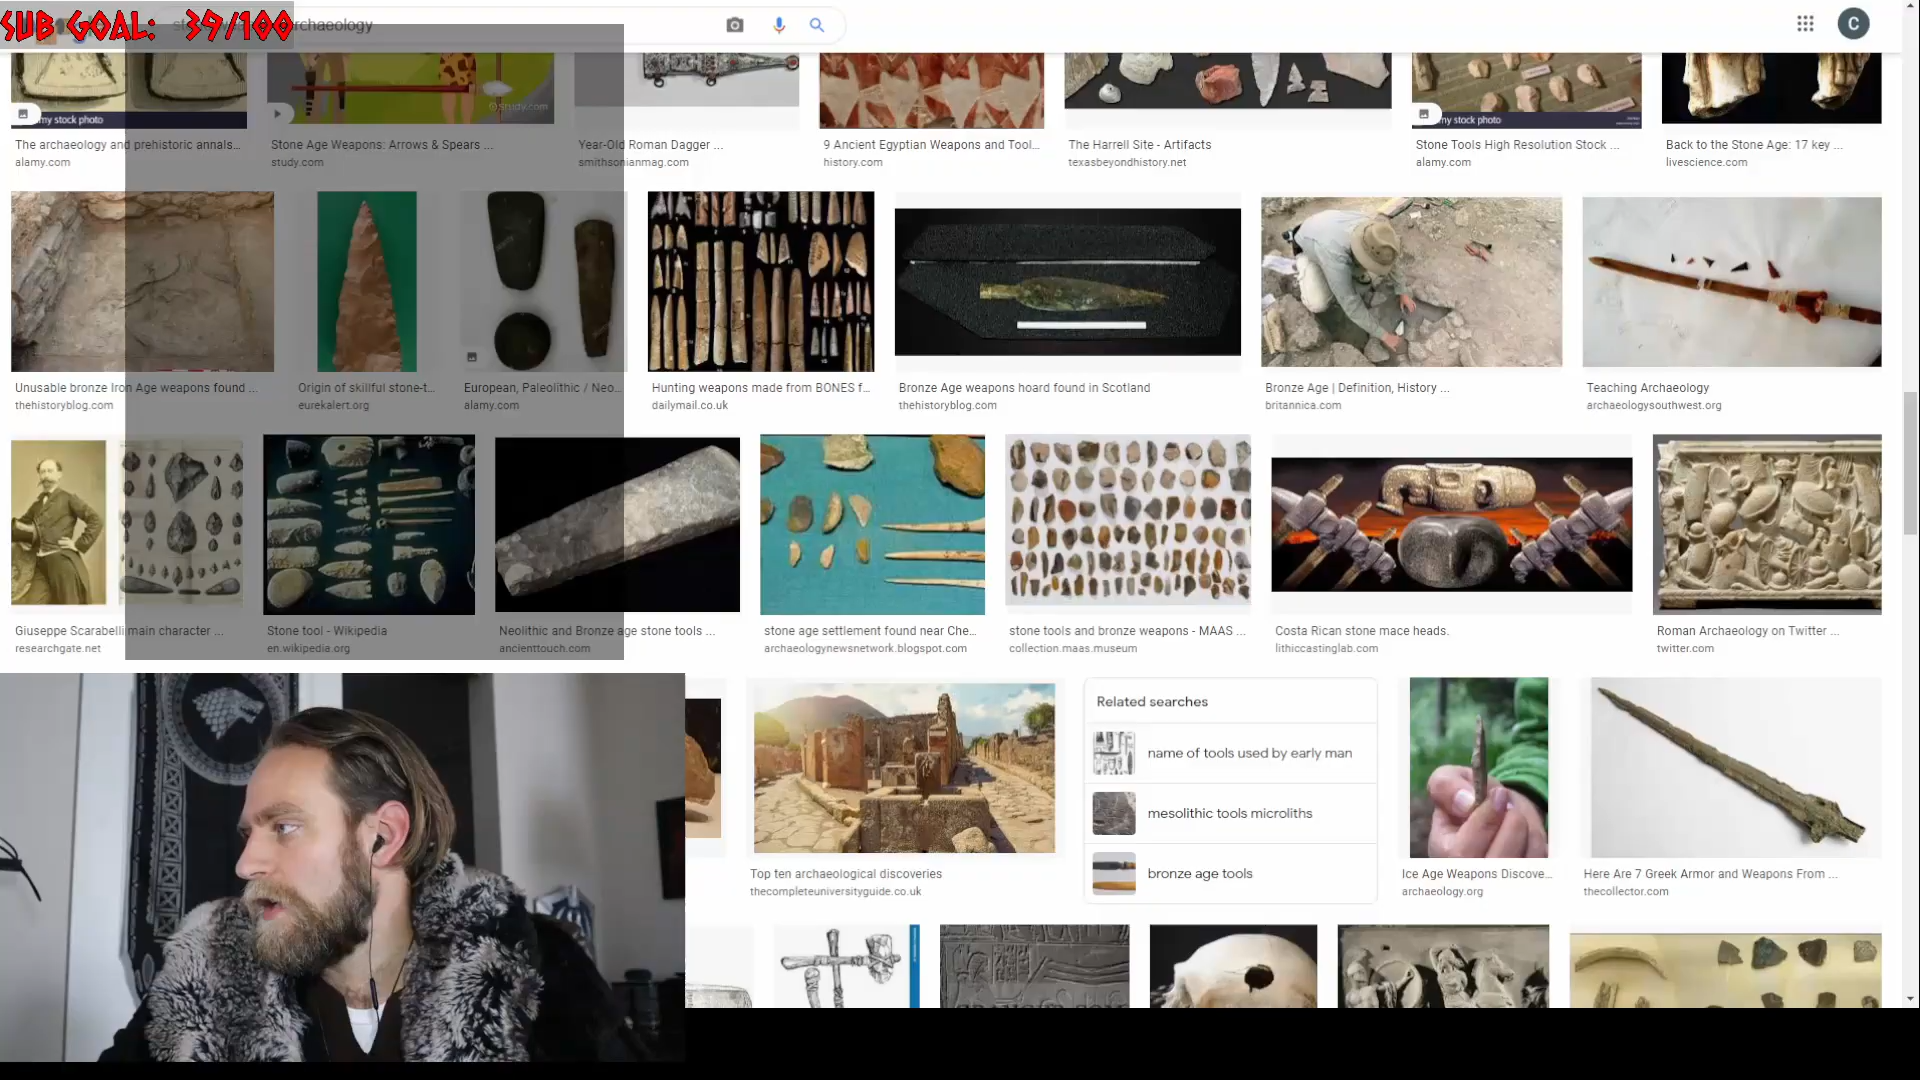 SUB GOAL: 39/100
archaeology
C
my stock photo
Study.com
my stock photo
The archaeology and prehistoric annals...
alamy.com
Stone Age Weapons: Arrows & Spears ...
study.com
Year-Old Roman Dagger ...
smithsonianmag.com
9 Ancient Egyptian Weapons and Tool...
history.com
The Harrell Site - Artifacts
texasbeyondhistory.net
Stone Tools High Resolution Stock ...
alamy.com
Back to the Stone Age: 17 key ...
livescience.com
Unusable bronze Iron Age weapons found ...
thehistoryblog.com
Origin of skillful stone-t...
eurekalert.org
European, Paleolithic / Neo...
alamy.com
Hunting weapons made from BONES f...
dailymail.co.uk
Bronze Age weapons hoard found in Scotland
thehistoryblog.com
Bronze Age | Definition, History ...
britannica.com
Teaching Archaeology
archaeologysouthwest.org
Giuseppe Scarabelli main character ...
researchgate.net
Stone tool - Wikipedia
en.wikipedia.org
Neolithic and Bronze age stone tools ...
ancienttouch.com
stone age settlement found near Che...
archaeologynewsnetwork.blogspot.com
stone tools and bronze weapons - MAAS ...
collection.maas.museum
Costa Rican stone mace heads.
lithiccastinglab.com
Roman Archaeology on Twitter ...
twitter.com
Related searches
name of tools used by early man
mesolithic tools microliths
bronze age tools
Top ten archaeological discoveries
thecompleteuniversityguide.co.uk
Ice Age Weapons Discove...
archaeology.org
Here Are 7 Greek Armor and Weapons From ...
thecollector.com